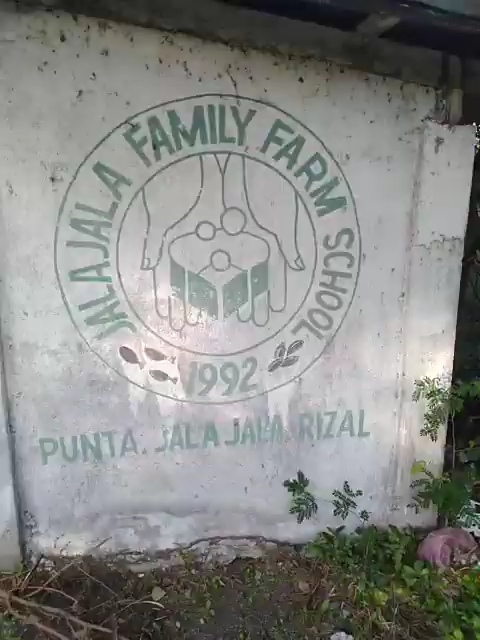 JALAJALA FAMILY FARM SCHOOL
1992
PUNTA, JALA JALA, RIZAL